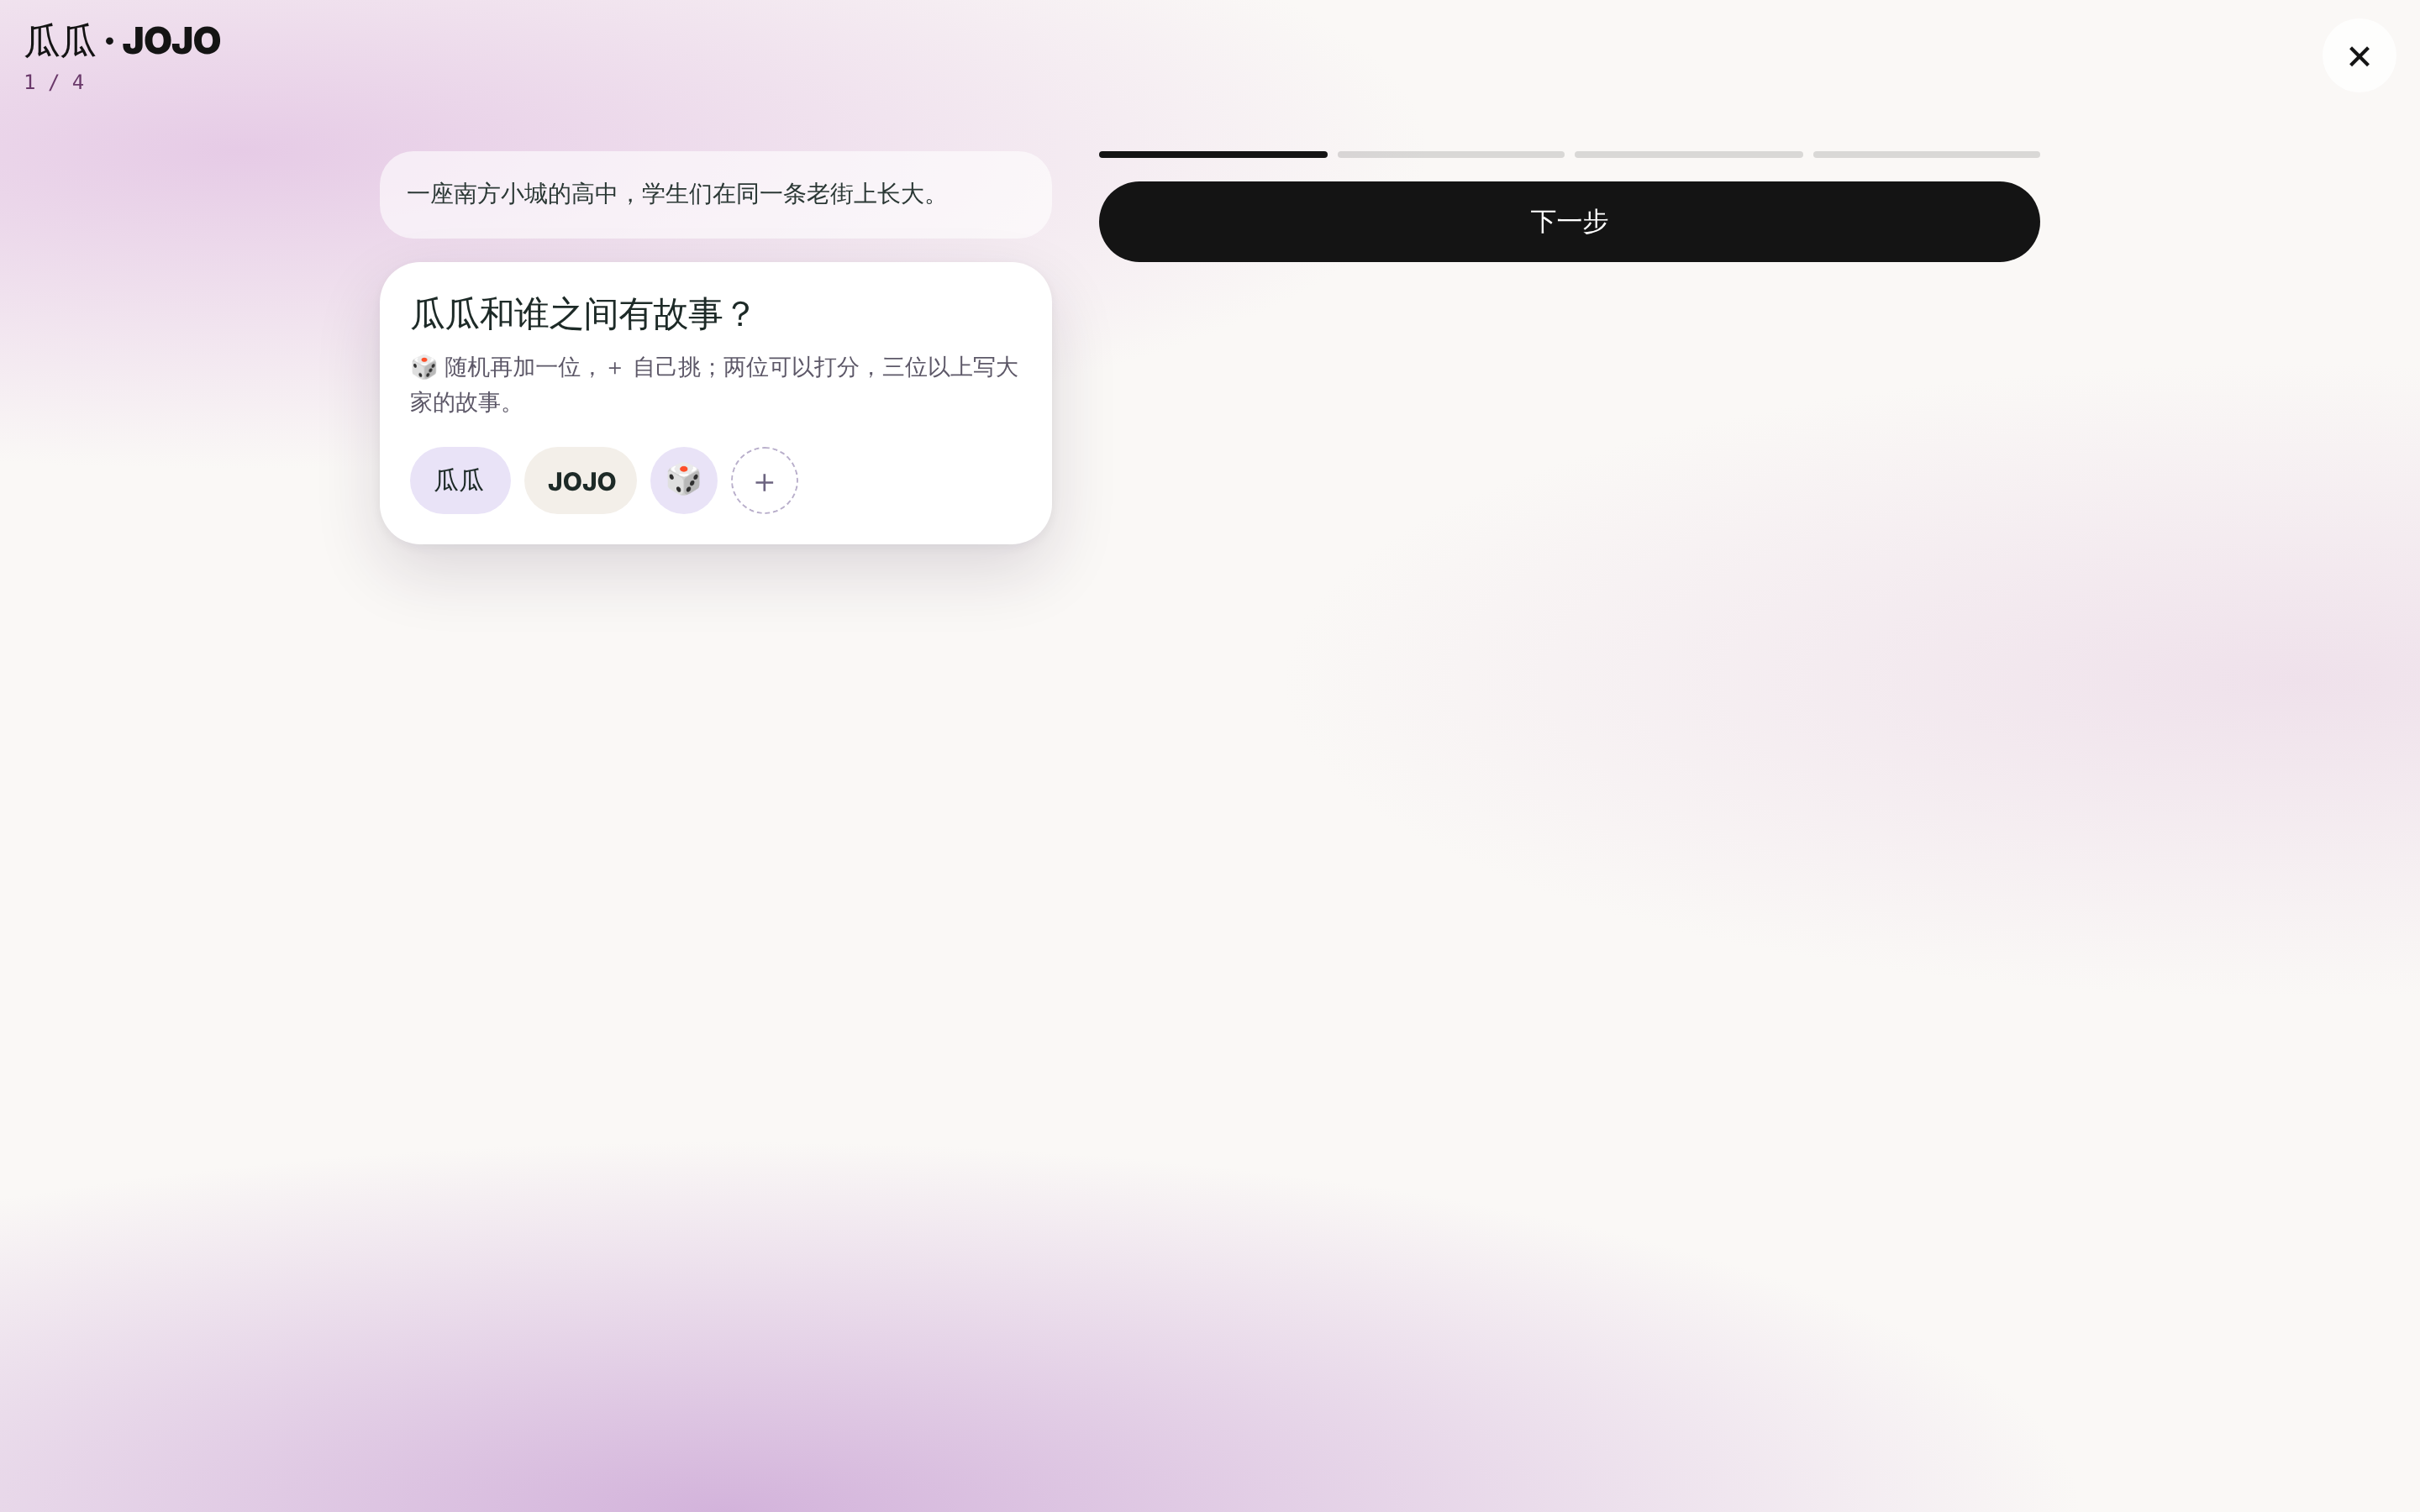 瓜瓜 · JOJO
1 / 4
一座南方小城的高中，学生们在同一条老街上长大。
瓜瓜和谁之间有故事？
🎲 随机再加一位，＋ 自己挑；两位可以打分，三位以上写大
家的故事。
瓜瓜 JOJO 🎲 ＋
下一步